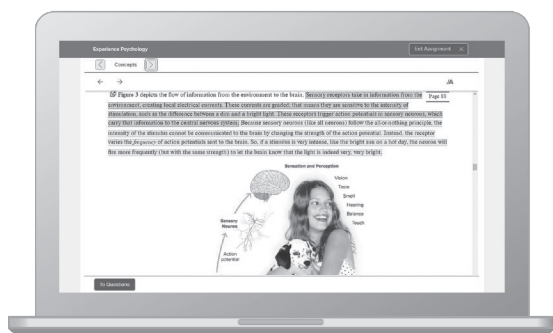 Experience Psychology
Exit Assignment ×
Concepts
Figure 3 depicts the flow of information from the environment to the brain. Sensory receptors take in information from the
Page 88
environment, creating local electrical currents. These currents are graded; that means they are sensitive to the intensity of
stimulation, such as the difference between a dim and a bright light. These receptors trigger action potentials in sensory neurons, which
carry that information to the central nervous system. Because sensory neurons (like all neurons) follow the all-or-nothing principle, the
intensity of the stimulus cannot be communicated to the brain by changing the strength of the action potential. Instead, the receptor
varies the frequency of action potentials sent to the brain. So, if a stimulus is very intense, like the bright sun on a hot day, the neuron will
fire more frequently (but with the same strength) to let the brain know that the light is indeed very, very bright.
Sensation and Perception
Vision
Taste
Smell
Hearing
Balance
Touch
Sensory
Neurons
Action
potential
To Questions